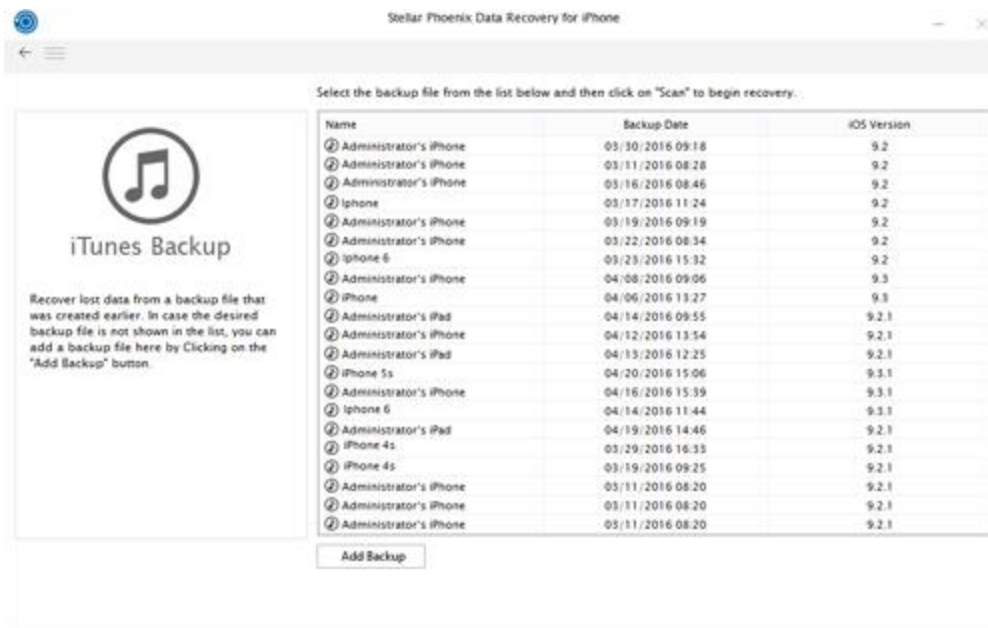 Stellar Phoenix Data Recovery for iPhone
Select the backup file from the list below and then click on "Scan" to begin recovery.
iTunes Backup
Recover lost data from a backup file that
was created earlier. In case the desired
backup file is not shown in the list, you can
add a backup file here by Clicking on the
"Add Backup" button.
Name Backup Date iOS Version
Administrator's iPhone 03/30/2016 09:18 9.2
Administrator's iPhone 03/11/2016 08:28 9.2
Administrator's iPhone 03/16/2016 08:46 9.2
Iphone 03/17/2016 11:24 9.2
Administrator's iPhone 03/19/2016 09:19 9.2
Administrator's iPhone 03/22/2016 08:34 9.2
Iphone 6 03/23/2016 15:32 9.2
Administrator's iPhone 04/08/2016 09:06 9.3
iPhone 04/06/2016 13:27 9.3
Administrator's iPad 04/14/2016 09:55 9.2.1
Administrator's iPhone 04/12/2016 13:54 9.2.1
Administrator's iPad 04/13/2016 12:25 9.2.1
iPhone 5s 04/20/2016 15:06 9.3.1
Administrator's iPhone 04/16/2016 15:39 9.3.1
Iphone 6 04/14/2016 11:44 9.3.1
Administrator's iPad 04/19/2016 14:46 9.2.1
iPhone 4s 03/29/2016 16:33 9.2.1
iPhone 4s 03/19/2016 09:25 9.2.1
Administrator's iPhone 03/11/2016 08:20 9.2.1
Administrator's iPhone 03/11/2016 08:20 9.2.1
Administrator's iPhone 03/11/2016 08:20 9.2.1
Add Backup